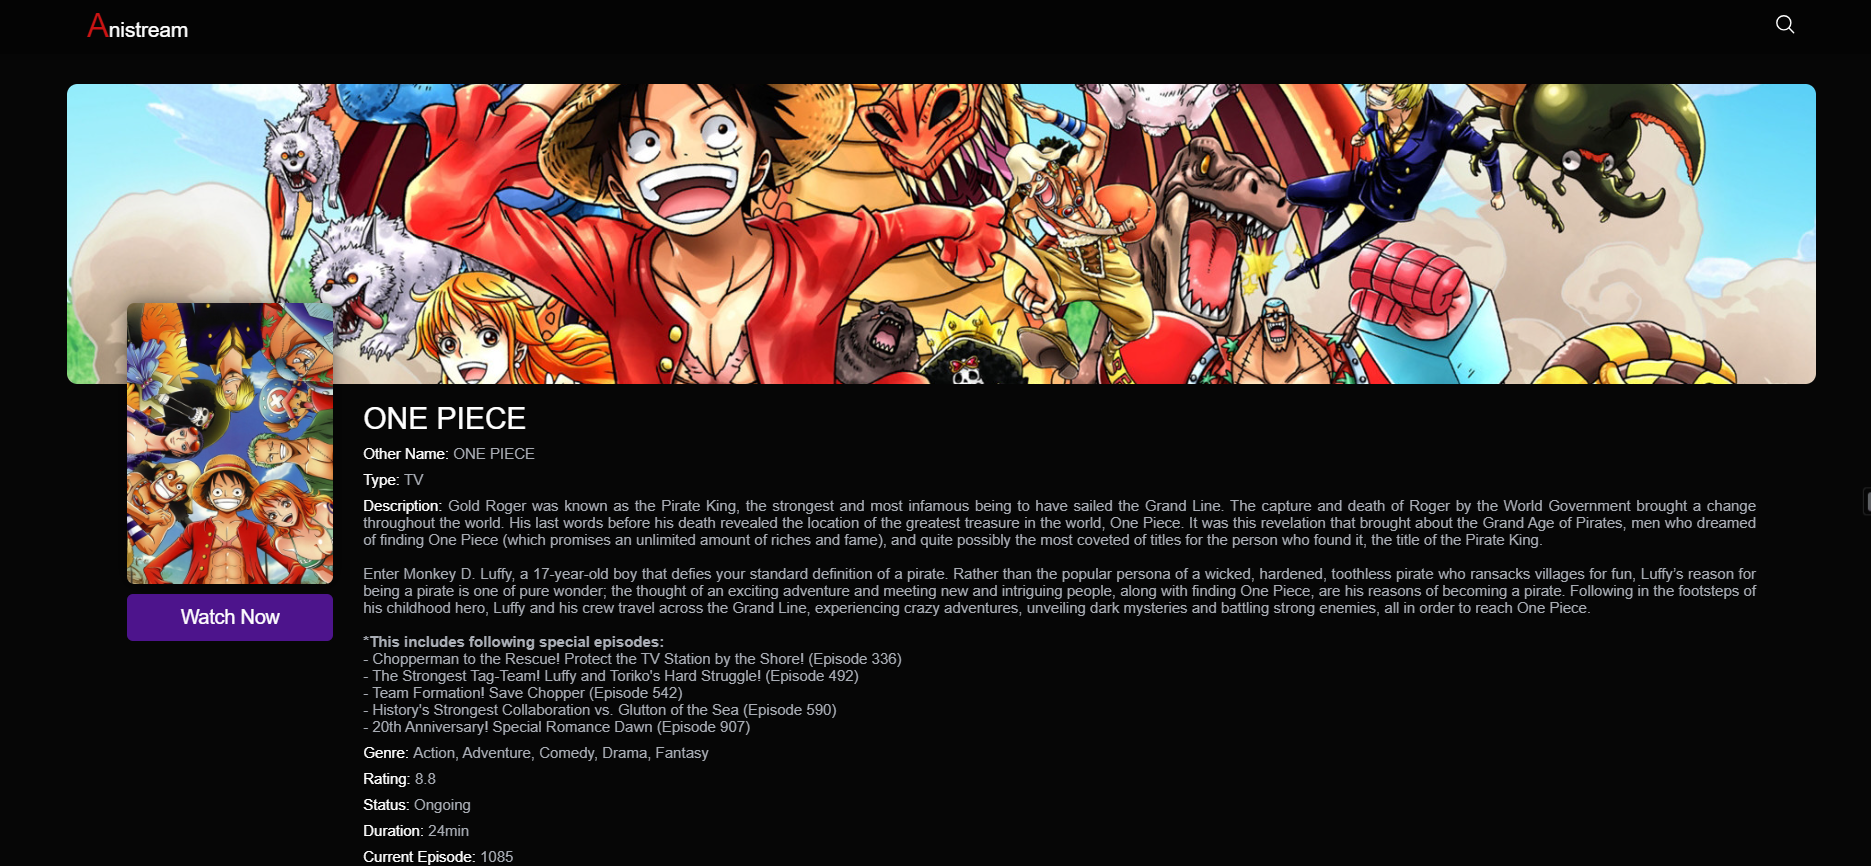 Anistream
ONE PIECE
Other Name: ONE PIECE
Type: TV
Description: Gold Roger was known as the Pirate King, the strongest and most infamous being to have sailed the Grand Line. The capture and death of Roger by the World Government brought a change
throughout the world. His last words before his death revealed the location of the greatest treasure in the world, One Piece. It was this revelation that brought about the Grand Age of Pirates, men who dreamed
of finding One Piece (which promises an unlimited amount of riches and fame), and quite possibly the most coveted of titles for the person who found it, the title of the Pirate King.
Enter Monkey D. Luffy, a 17-year-old boy that defies your standard definition of a pirate. Rather than the popular persona of a wicked, hardened, toothless pirate who ransacks villages for fun, Luffy’s reason for
being a pirate is one of pure wonder; the thought of an exciting adventure and meeting new and intriguing people, along with finding One Piece, are his reasons of becoming a pirate. Following in the footsteps of
his childhood hero, Luffy and his crew travel across the Grand Line, experiencing crazy adventures, unveiling dark mysteries and battling strong enemies, all in order to reach One Piece.
Watch Now
*This includes following special episodes:
- Chopperman to the Rescue! Protect the TV Station by the Shore! (Episode 336)
- The Strongest Tag-Team! Luffy and Toriko's Hard Struggle! (Episode 492)
- Team Formation! Save Chopper (Episode 542)
- History's Strongest Collaboration vs. Glutton of the Sea (Episode 590)
- 20th Anniversary! Special Romance Dawn (Episode 907)
Genre: Action, Adventure, Comedy, Drama, Fantasy
Rating: 8.8
Status: Ongoing
Duration: 24min
Current Episode: 1085